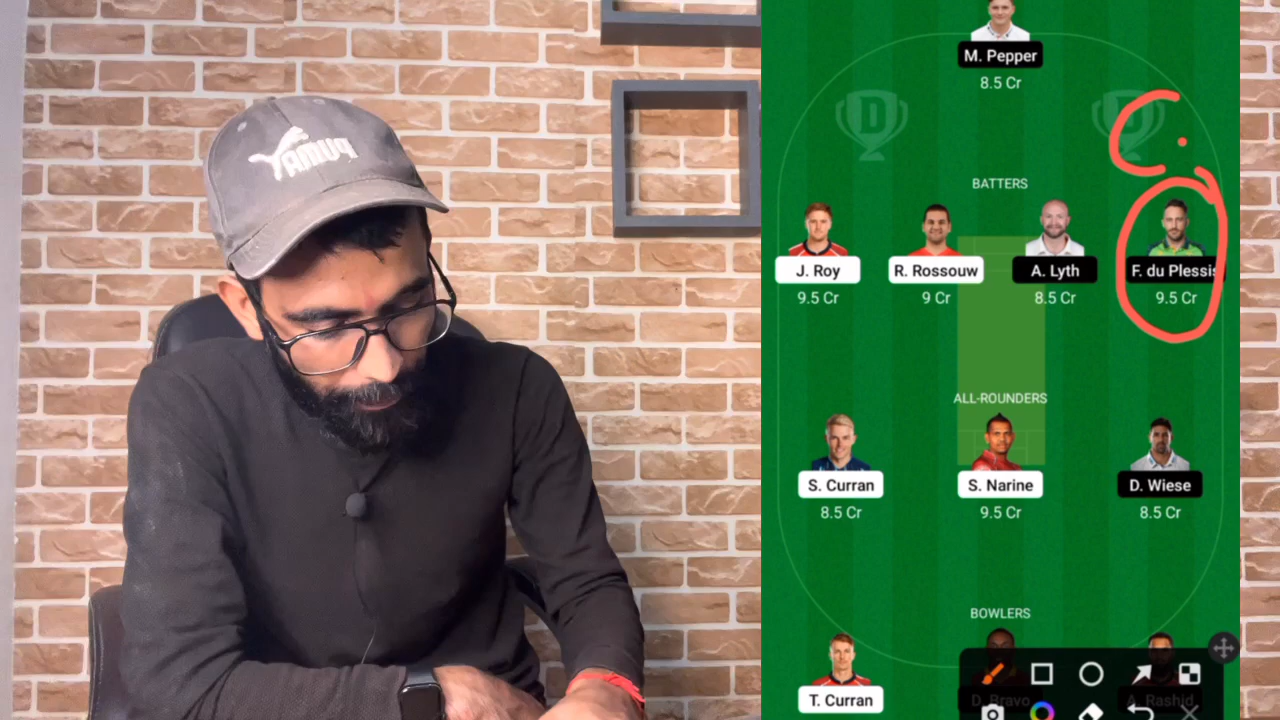 PUMA
M. Pepper
8.5 Cr
D
C
BATTERS
J. Roy
R. Rossouw
A. Lyth
F. du Plessis
9.5 Cr
9 Cr
8.5 Cr
9.5 Cr
ALL-ROUNDERS
S. Curran
S. Narine
D. Wiese
8.5 Cr
9.5 Cr
8.5 Cr
BOWLERS
T. Curran
D. Bravo
A. Rashid